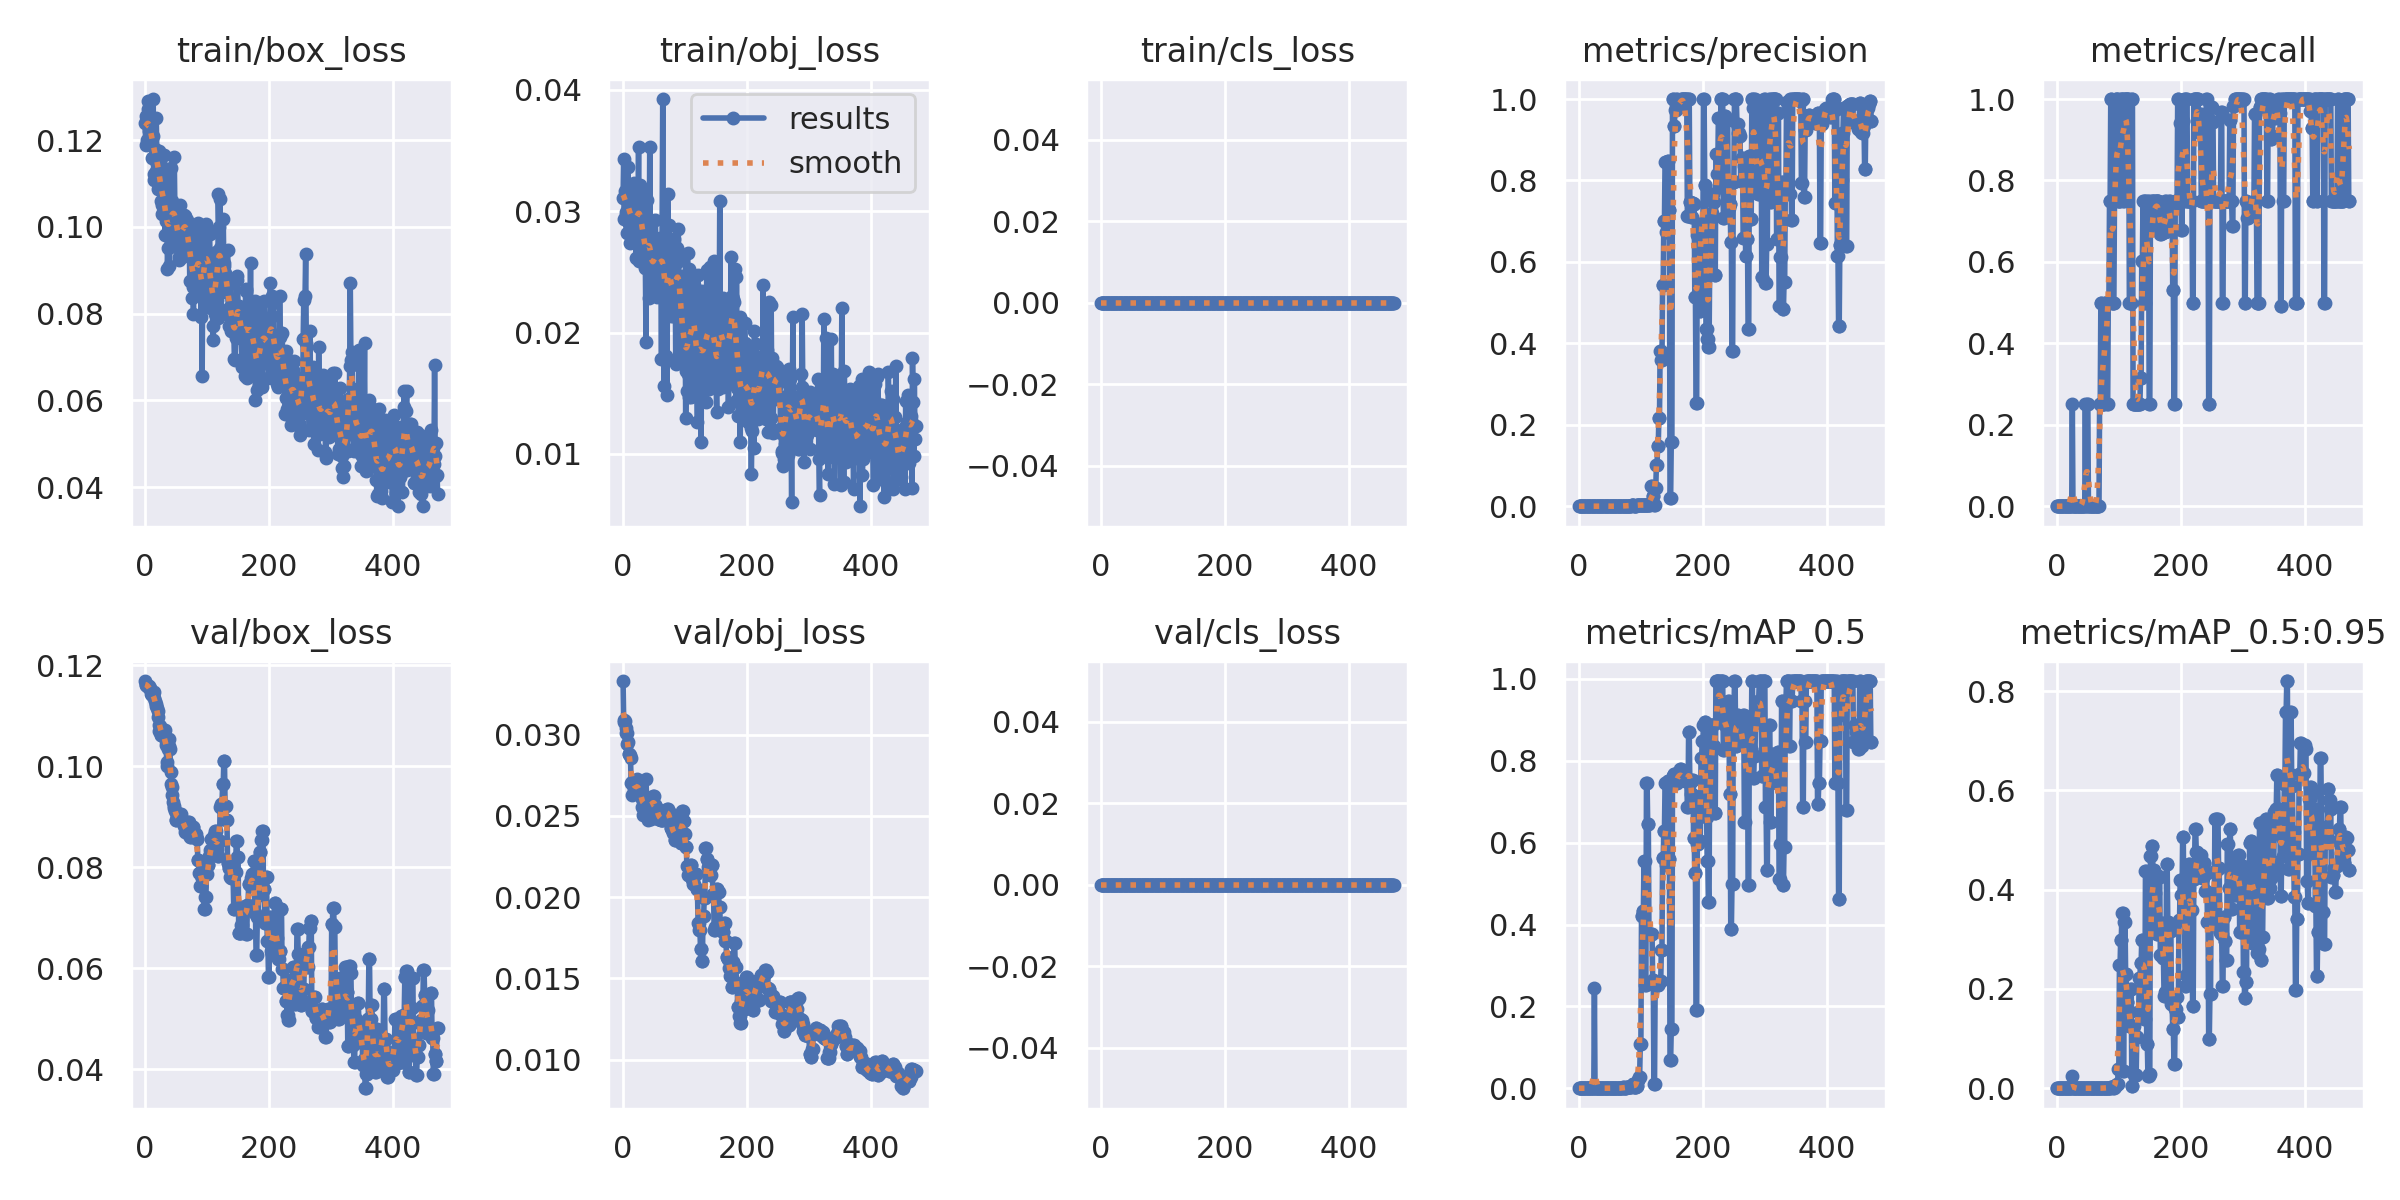 train/box_loss
0.12
0.10
0.08
0.06
0.04
0 200 400
train/obj_loss
results
smooth
0.04
0.03
0.02
0.01
0 200 400
train/cls_loss
0.04
0.02
0.00
−0.02
−0.04
0 200 400
metrics/precision
1.0
0.8
0.6
0.4
0.2
0.0
0 200 400
metrics/recall
1.0
0.8
0.6
0.4
0.2
0.0
0 200 400
val/box_loss
0.12
0.10
0.08
0.06
0.04
0 200 400
val/obj_loss
0.030
0.025
0.020
0.015
0.010
0 200 400
val/cls_loss
0.04
0.02
0.00
−0.02
−0.04
0 200 400
metrics/mAP_0.5
1.0
0.8
0.6
0.4
0.2
0.0
0 200 400
metrics/mAP_0.5:0.95
0.8
0.6
0.4
0.2
0.0
0 200 400